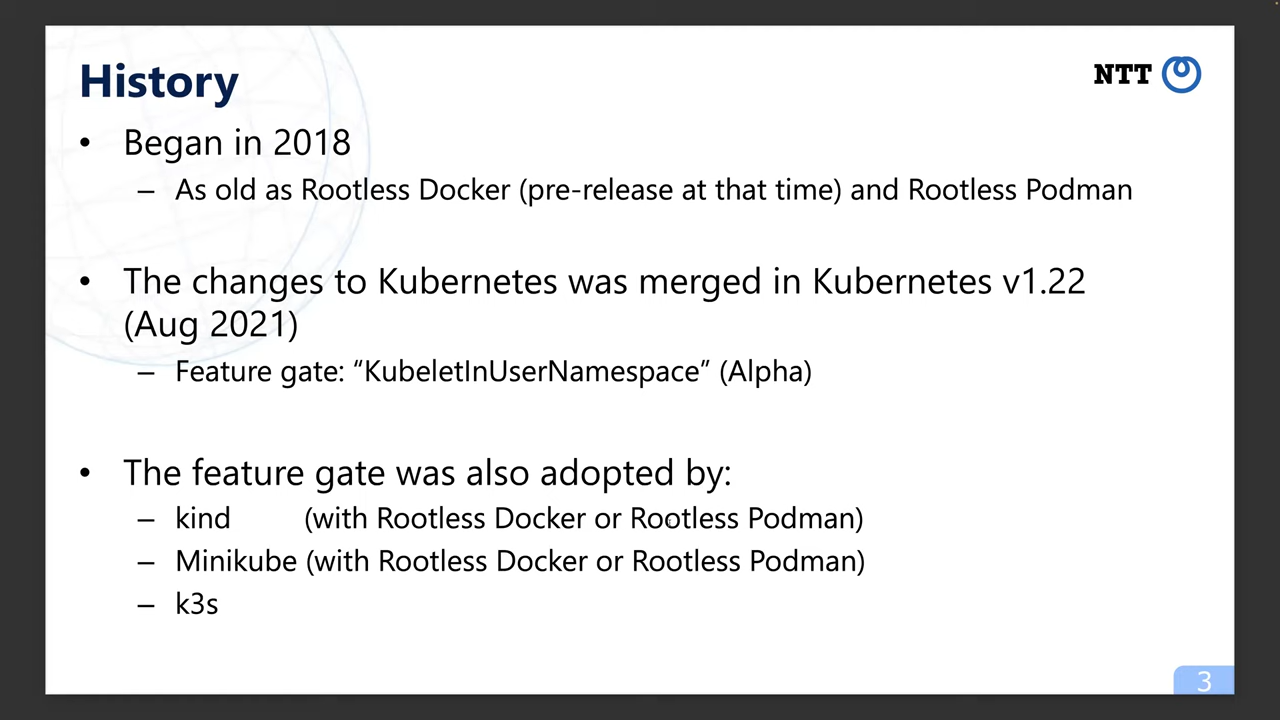 History
NTT
• Began in 2018
– As old as Rootless Docker (pre-release at that time) and Rootless Podman
• The changes to Kubernetes was merged in Kubernetes v1.22
(Aug 2021)
– Feature gate: “KubeletInUserNamespace” (Alpha)
• The feature gate was also adopted by:
– kind (with Rootless Docker or Rootless Podman)
– Minikube (with Rootless Docker or Rootless Podman)
– k3s
3